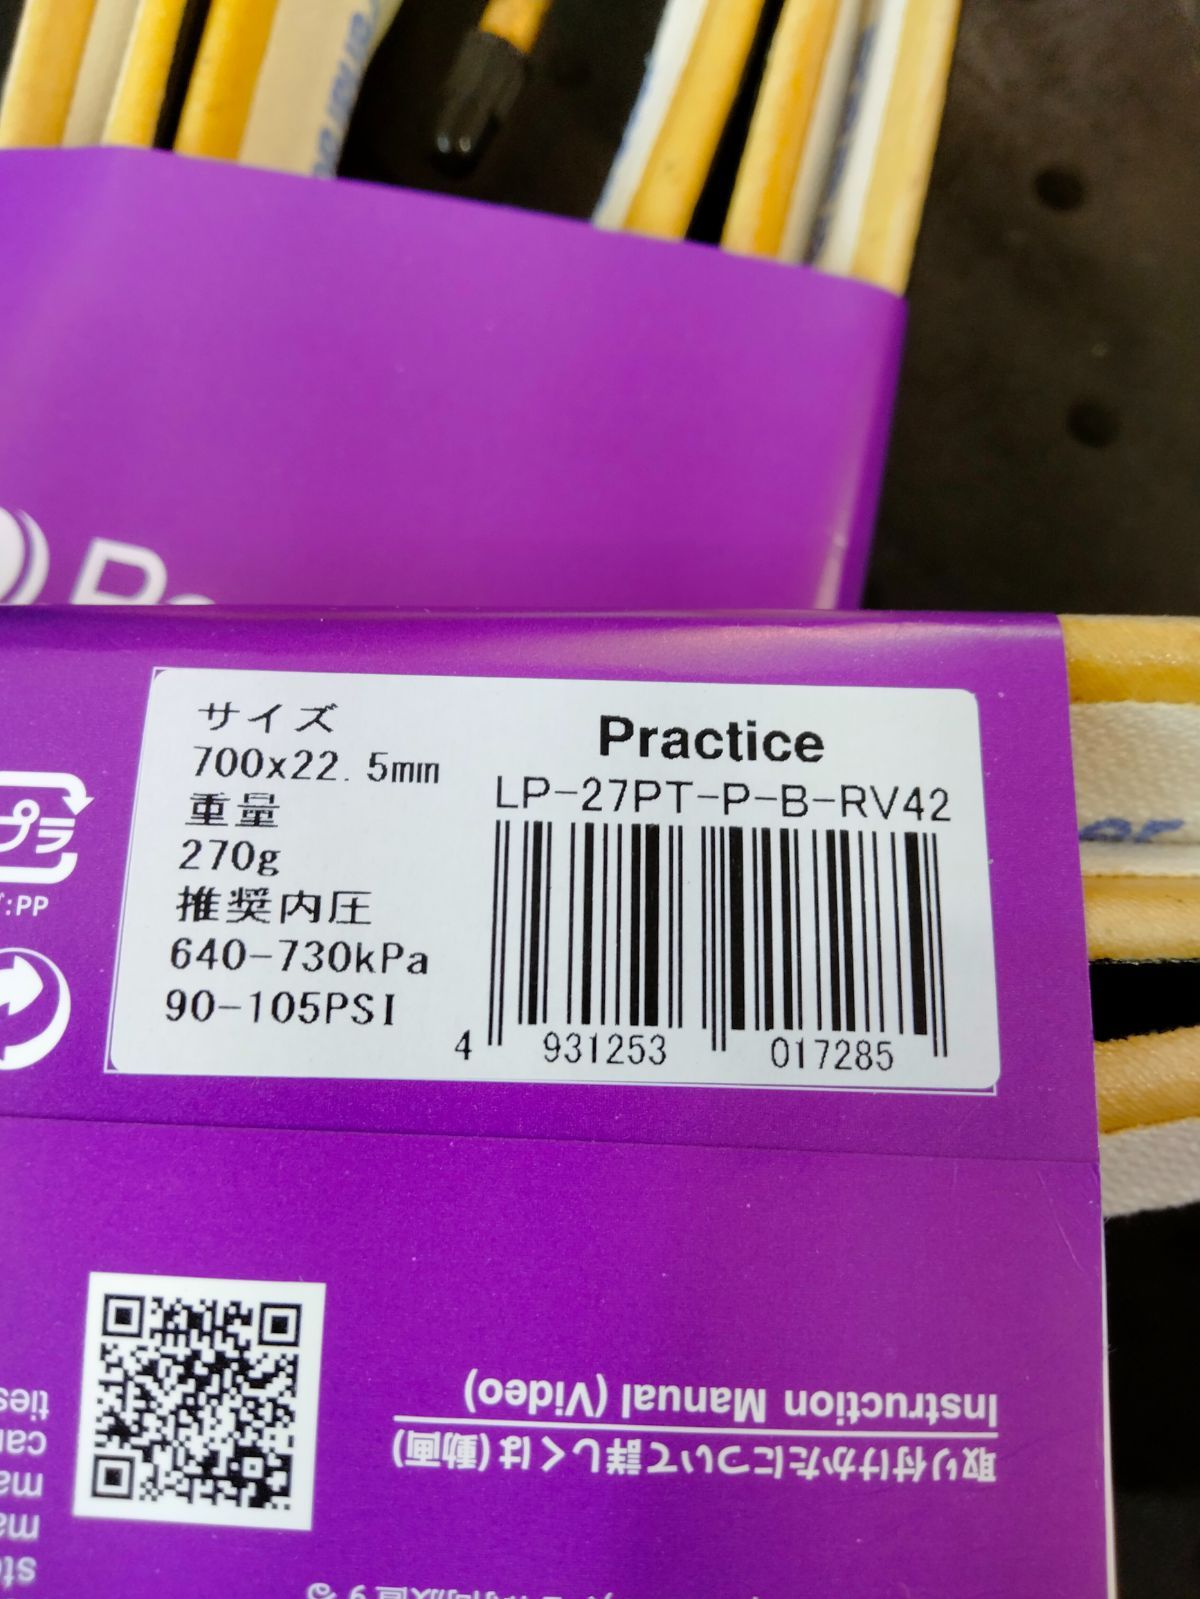 サイズ
700x22.5mm
重量
270g
推奨内圧
640-730kPa
90-105PSI
Practice
LP-27PT-P-B-RV42
4 931253 017285
プラ
:PP
Instruction Manual (Video)
取り付けかたについて詳しくは(動画)